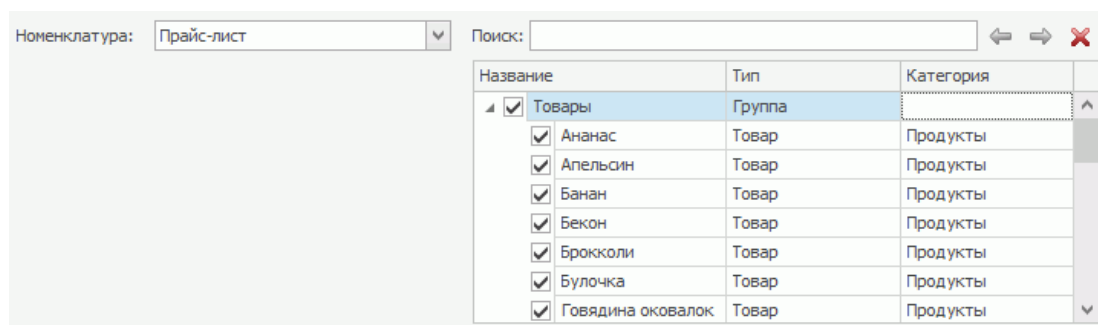 Номенклатура: Прайс-лист Поиск:
Название Тип Категория
Товары Группа
Ананас Товар Продукты
Апельсин Товар Продукты
Банан Товар Продукты
Бекон Товар Продукты
Брокколи Товар Продукты
Булочка Товар Продукты
Говядина оковалок Товар Продукты